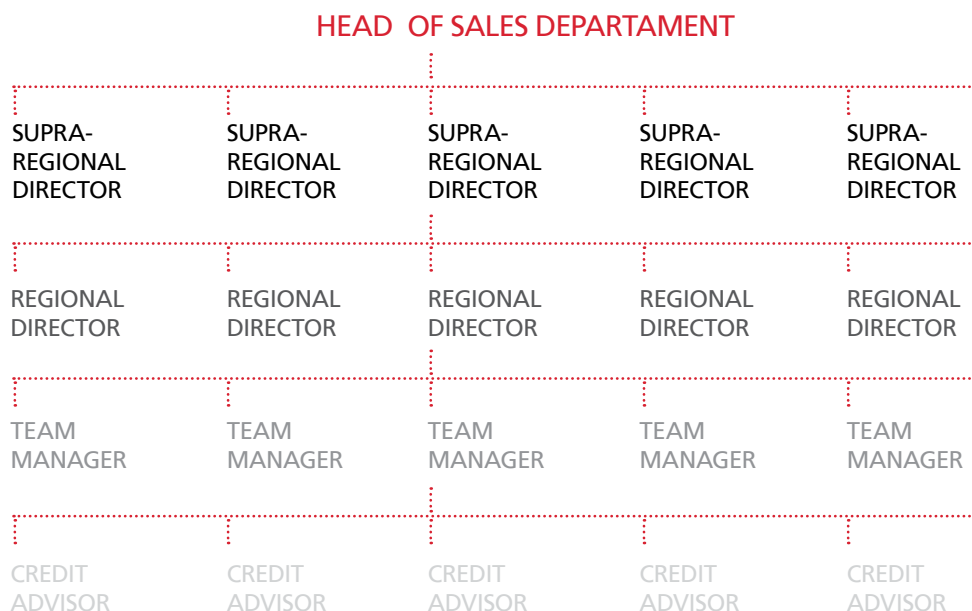 HEAD OF SALES DEPARTAMENT
SUPRA- SUPRA- SUPRA- SUPRA- SUPRA-
REGIONAL REGIONAL REGIONAL REGIONAL REGIONAL
DIRECTOR DIRECTOR DIRECTOR DIRECTOR DIRECTOR
REGIONAL REGIONAL REGIONAL REGIONAL REGIONAL
DIRECTOR DIRECTOR DIRECTOR DIRECTOR DIRECTOR
TEAM TEAM TEAM TEAM TEAM
MANAGER MANAGER MANAGER MANAGER MANAGER
CREDIT CREDIT CREDIT CREDIT CREDIT
ADVISOR ADVISOR ADVISOR ADVISOR ADVISOR